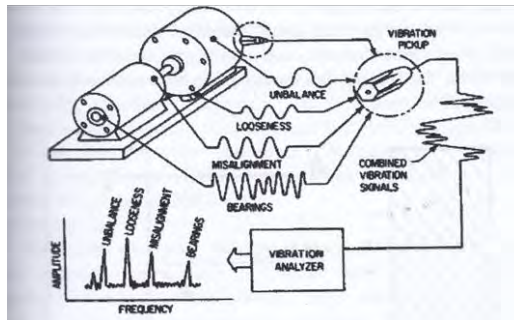 VIBRATION
PICKUP
UNBALANCE
LOOSENESS
MISALIGNMENT
BEARINGS
COMBINED
VIBRATION
SIGNALS
UNBALANCE
LOOSENESS
MISALIGNMENT
BEARINGS
AMPLITUDE
FREQUENCY
VIBRATION
ANALYZER